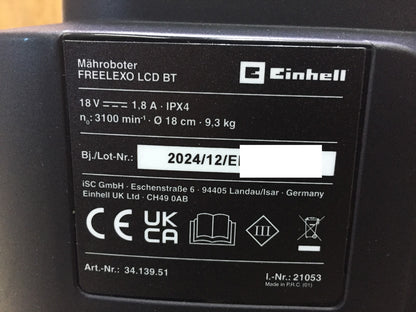 Mähroboter
FREELEXO LCD BT
Einhell
18 V ⎓ 1,8 A · IPX4
n₀: 3100 min⁻¹ · Ø 18 cm · 9,3 kg
Bj./Lot-Nr.: 2024/12/
iSC GmbH · Eschenstraße 6 · 94405 Landau/Isar · Germany
Einhell UK Ltd · CH49 0AB
CE UK CA III
Art.-Nr.: 34.139.51
I.-Nr.: 21053
Made in P.R.C. (01)